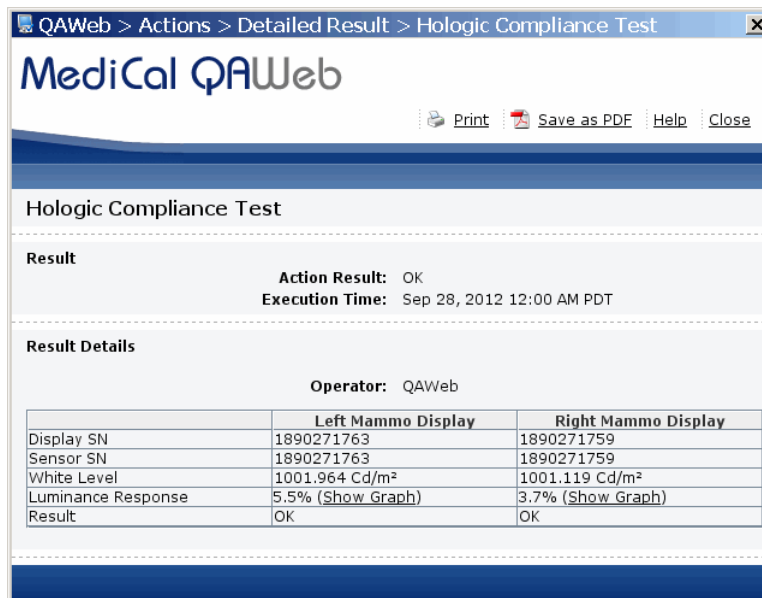 QAWeb > Actions > Detailed Result > Hologic Compliance Test
MediCal QAWeb
Print Save as PDF Help Close
Hologic Compliance Test
Result
Action Result: OK
Execution Time: Sep 28, 2012 12:00 AM PDT
Result Details
Operator: QAWeb
Left Mammo Display Right Mammo Display
Display SN 1890271763 1890271759
Sensor SN 1890271763 1890271759
White Level 1001.964 Cd/m² 1001.119 Cd/m²
Luminance Response 5.5% (Show Graph) 3.7% (Show Graph)
Result OK OK